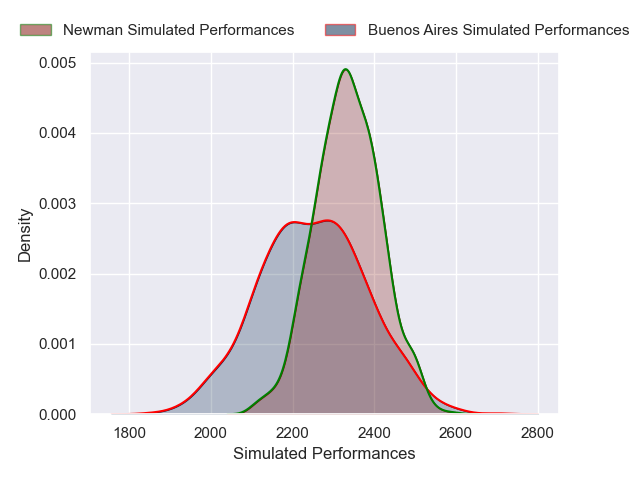 Newman Simulated Performances Buenos Aires Simulated Performances
0.005
0.004
0.003
0.002
0.001
0.000
Density
1800 2000 2200 2400 2600 2800
Simulated Performances